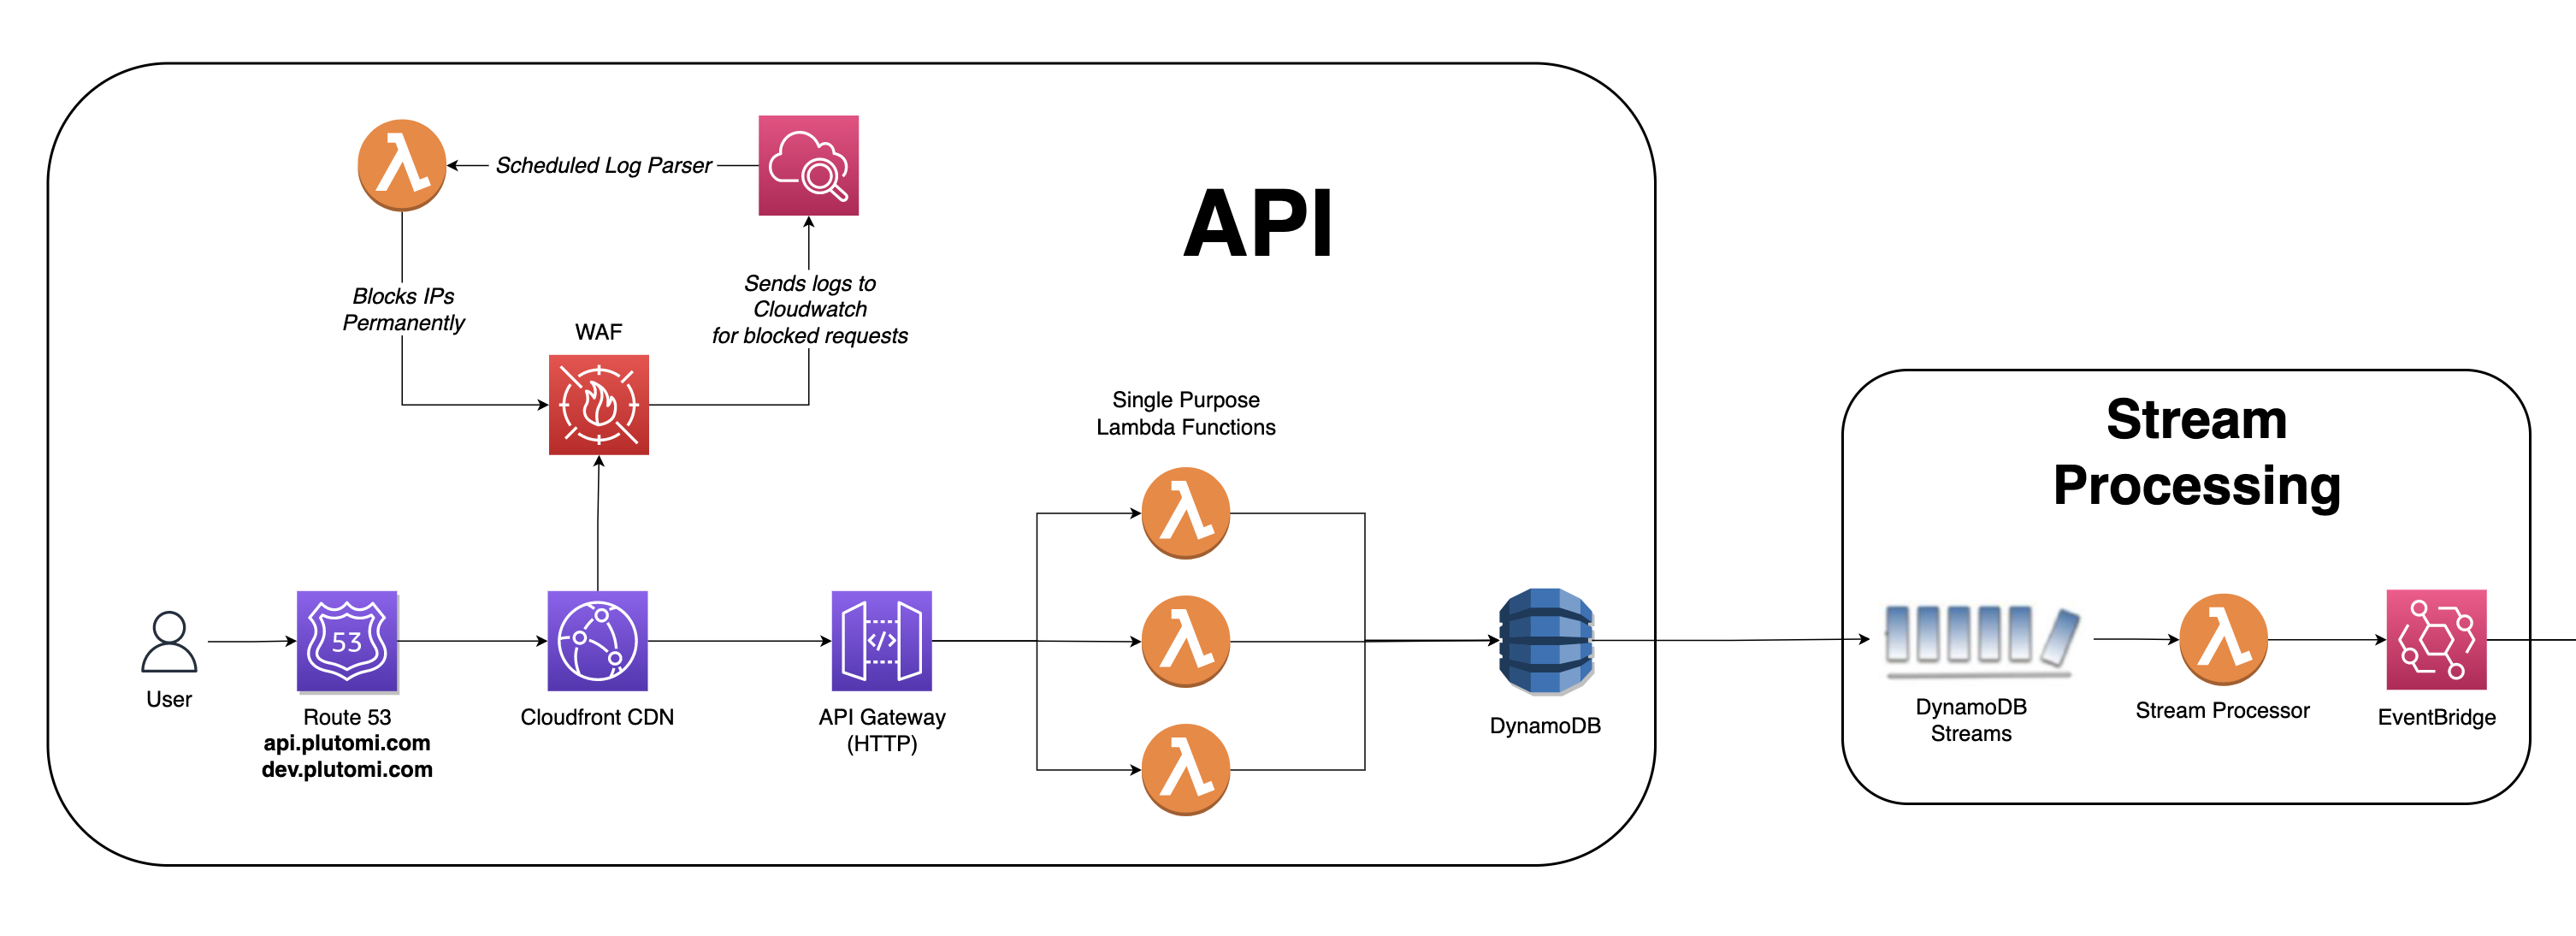 API
Scheduled Log Parser
Blocks IPs
Permanently
Sends logs to
Cloudwatch
for blocked requests
WAF
Single Purpose
Lambda Functions
User
53
Route 53
api.plutomi.com
dev.plutomi.com
Cloudfront CDN
</>
API Gateway
(HTTP)
DynamoDB
Stream
Processing
DynamoDB
Streams
Stream Processor
EventBridge